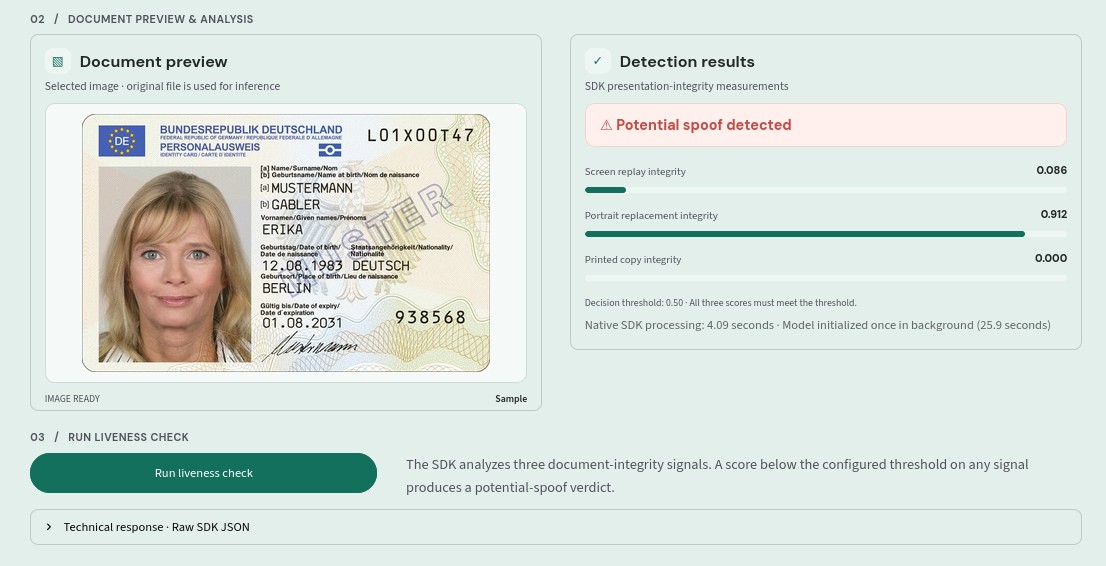 02 / DOCUMENT PREVIEW & ANALYSIS
Document preview
Selected image · original file is used for inference
DE
BUNDESREPUBLIK DEUTSCHLAND
FEDERAL REPUBLIC OF GERMANY / RÉPUBLIQUE FÉDÉRALE D'ALLEMAGNE
PERSONALAUSWEIS
IDENTITY CARD / CARTE D'IDENTITÉ
L01X00T47
[a] Name/Surname/Nom
[b] Geburtsname/Name at birth/Nom de naissance
[a] MUSTERMANN
[b] GABLER
Vornamen/Given names/Prénoms
ERIKA
Geburtstag/Date of birth/
Date de naissance
Staatsangehörigkeit/Nationality/
Nationalité
12.08.1983 DEUTSCH
Geburtsort/Place of birth/Lieu de naissance
BERLIN
Gültig bis/Date of expiry/
Date d'expiration
01.08.2031
938568
Mustermann
MUSTER
IMAGE READY
Sample
✓ Detection results
SDK presentation-integrity measurements
⚠ Potential spoof detected
Screen replay integrity 0.086
Portrait replacement integrity 0.912
Printed copy integrity 0.000
Decision threshold: 0.50 · All three scores must meet the threshold.
Native SDK processing: 4.09 seconds · Model initialized once in background (25.9 seconds)
03 / RUN LIVENESS CHECK
Run liveness check
The SDK analyzes three document-integrity signals. A score below the configured threshold on any signal
produces a potential-spoof verdict.
Technical response · Raw SDK JSON